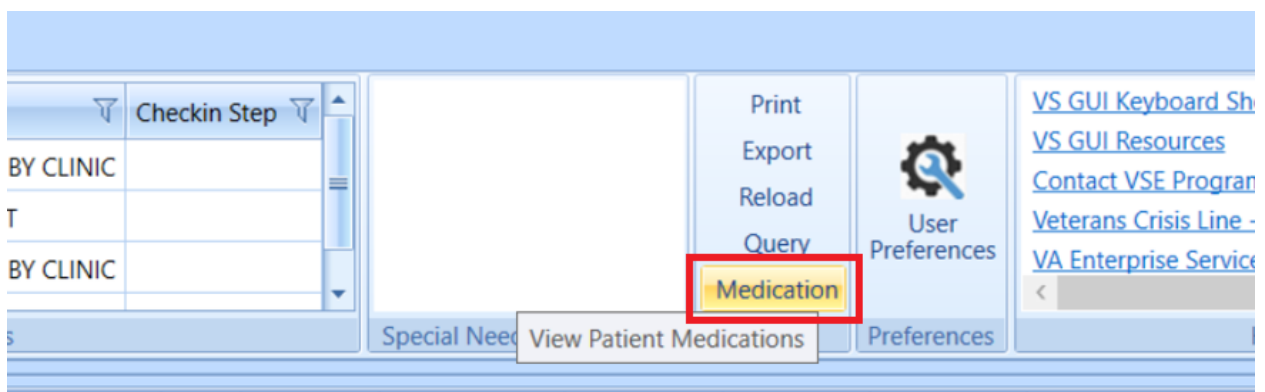 Checkin Step
BY CLINIC
T
BY CLINIC
s
Special Need
View Patient Medications
Print
Export
Reload
Query
Medication
User
Preferences
Preferences
VS GUI Keyboard Sh
VS GUI Resources
Contact VSE Program
Veterans Crisis Line -
VA Enterprise Service